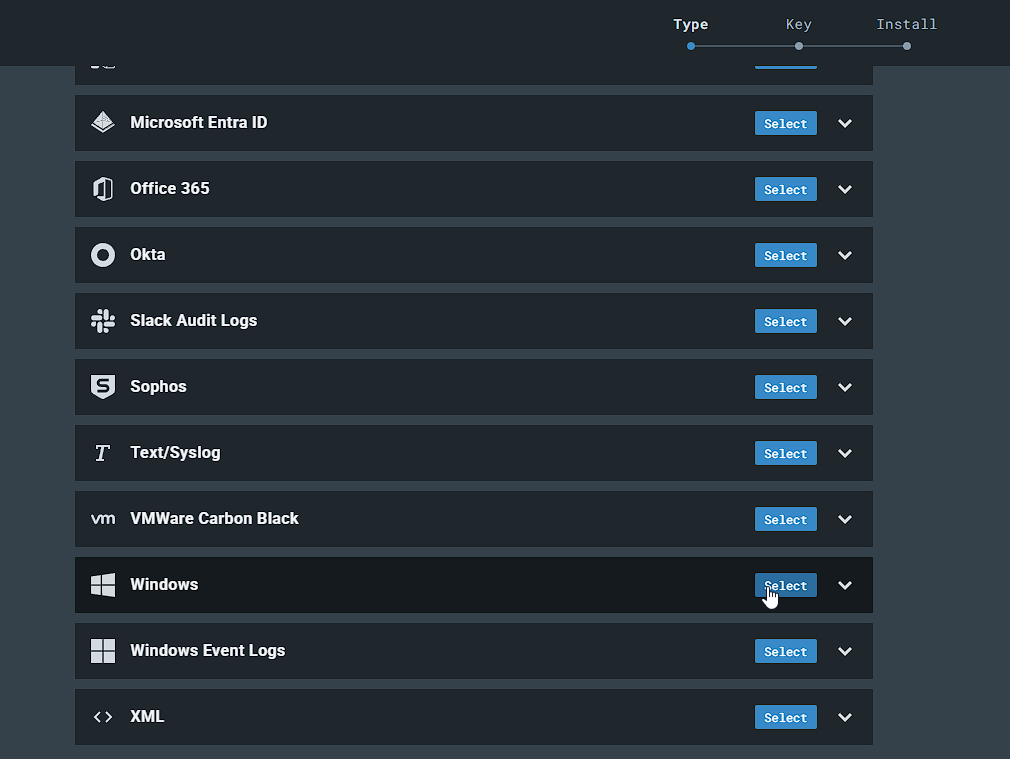 Type Key Install
Microsoft Entra ID Select
Office 365 Select
Okta Select
Slack Audit Logs Select
S Sophos Select
T Text/Syslog Select
vm VMWare Carbon Black Select
Windows Select
Windows Event Logs Select
<> XML Select